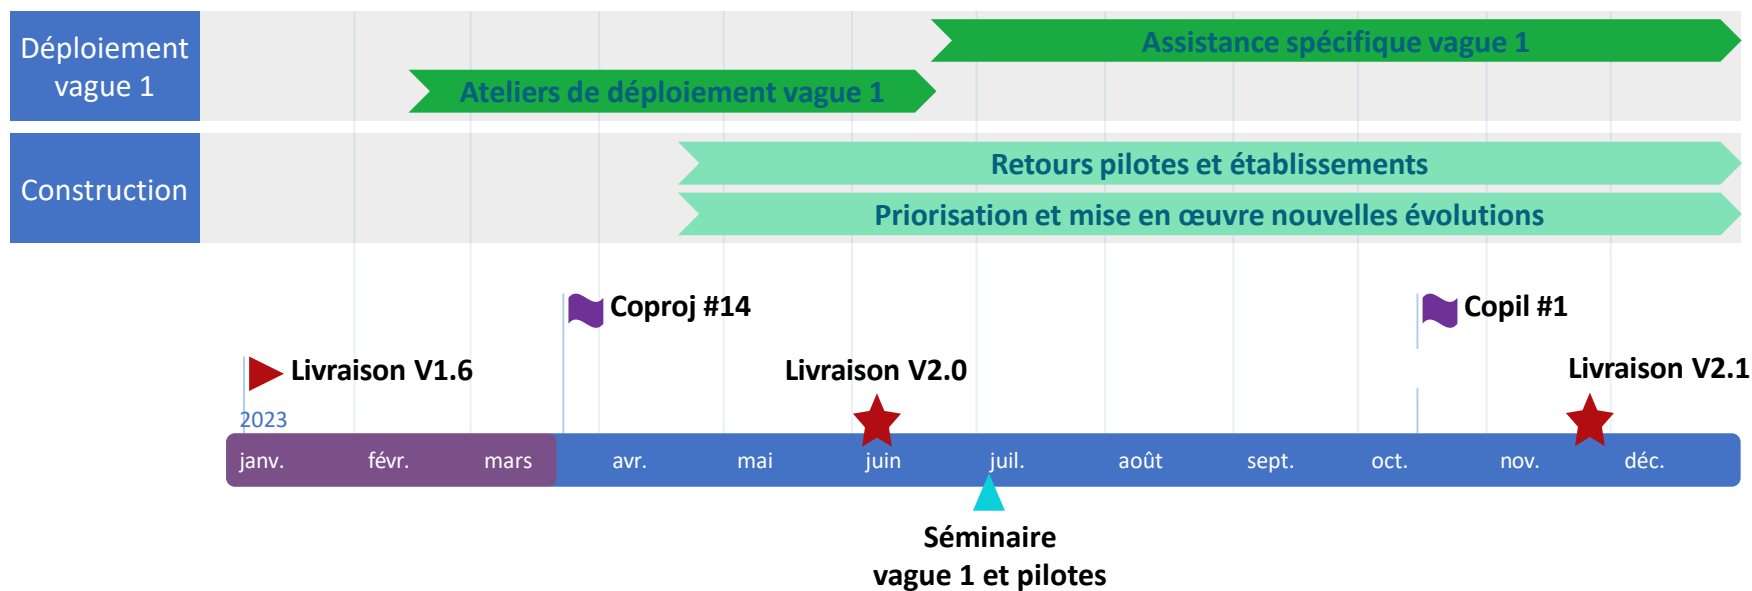 Déploiement
vague 1
Assistance spécifique vague 1
Ateliers de déploiement vague 1
Construction
Retours pilotes et établissements
Priorisation et mise en œuvre nouvelles évolutions
Coproj #14
Copil #1
Livraison V1.6
Livraison V2.0
Livraison V2.1
2023
janv. févr. mars avr. mai juin juil. août sept. oct. nov. déc.
Séminaire
vague 1 et pilotes